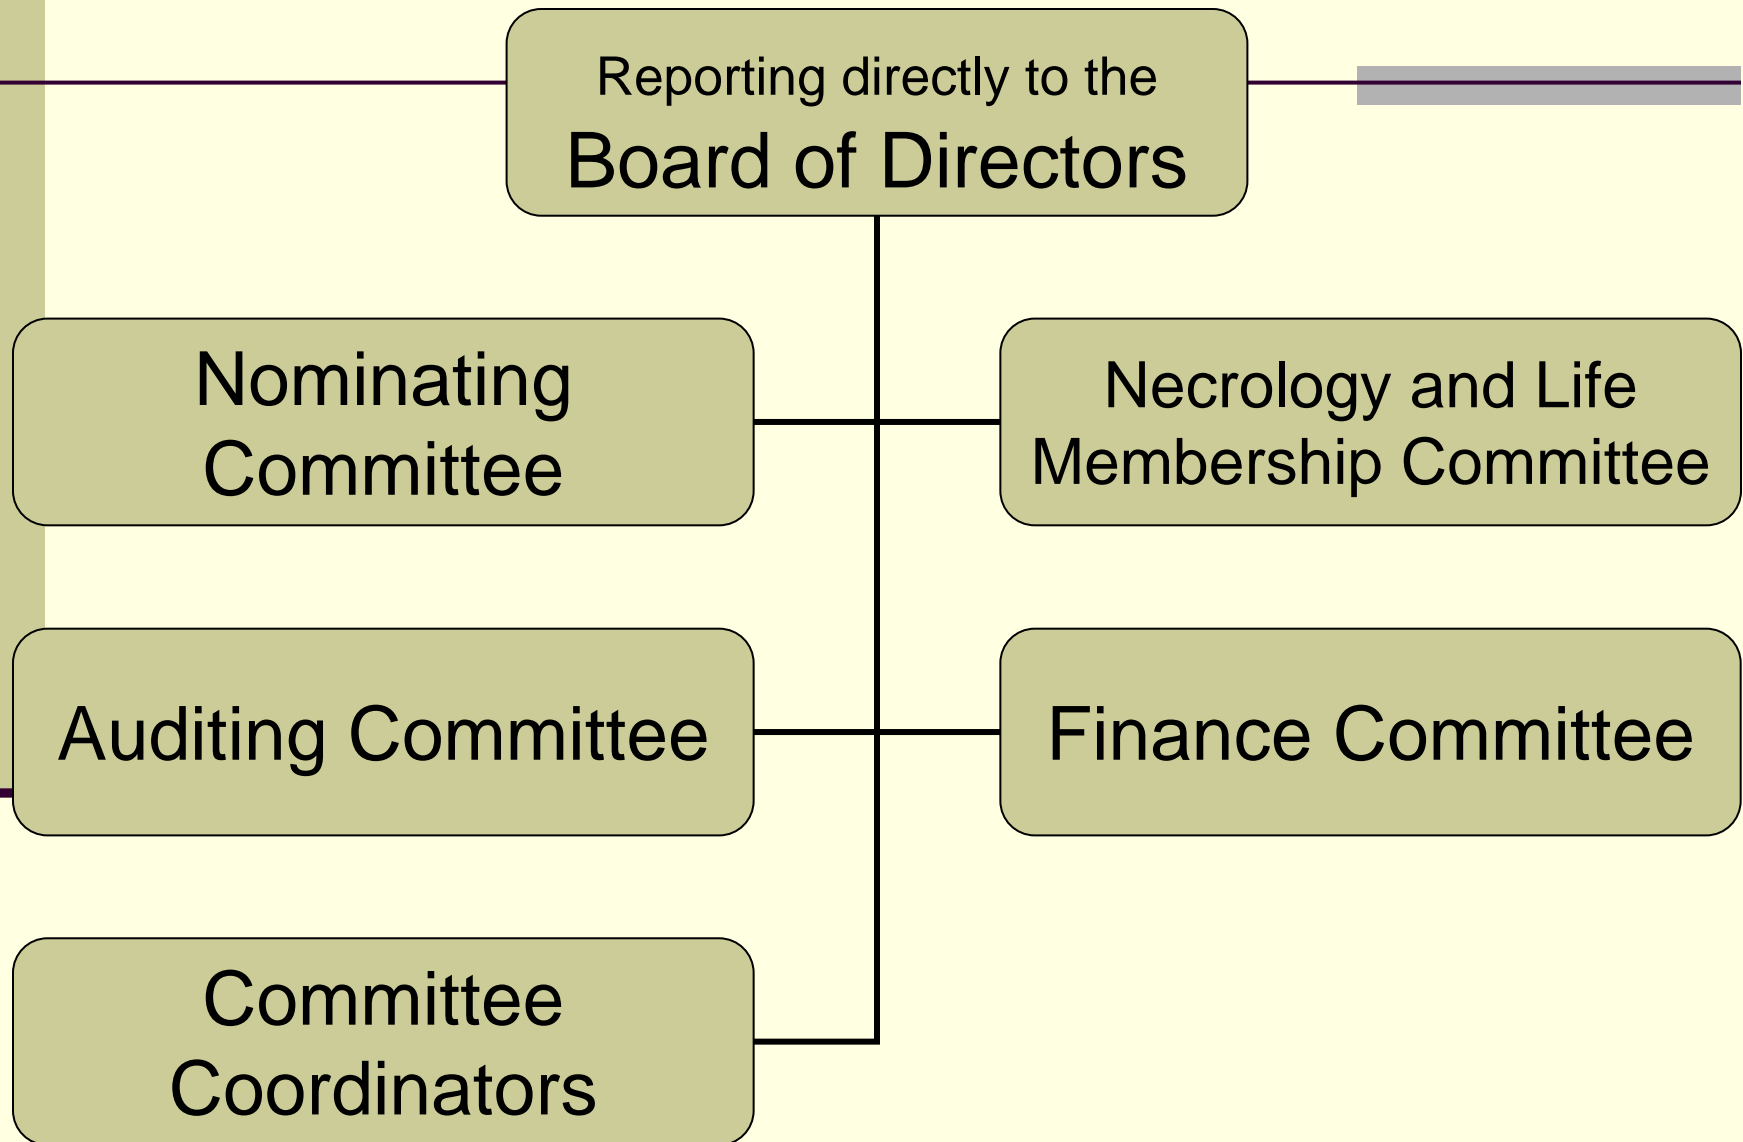 Reporting directly to the
Board of Directors
Nominating
Committee
Necrology and Life
Membership Committee
Auditing Committee
Finance Committee
Committee
Coordinators